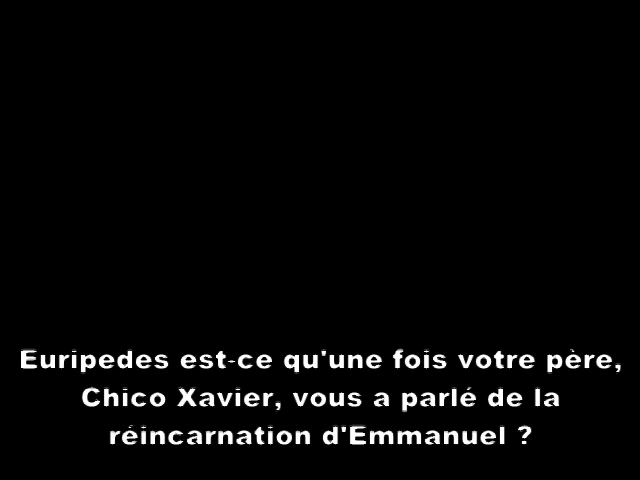 Euripedes est-ce qu'une fois votre père,
Chico Xavier, vous a parlé de la
réincarnation d'Emmanuel ?